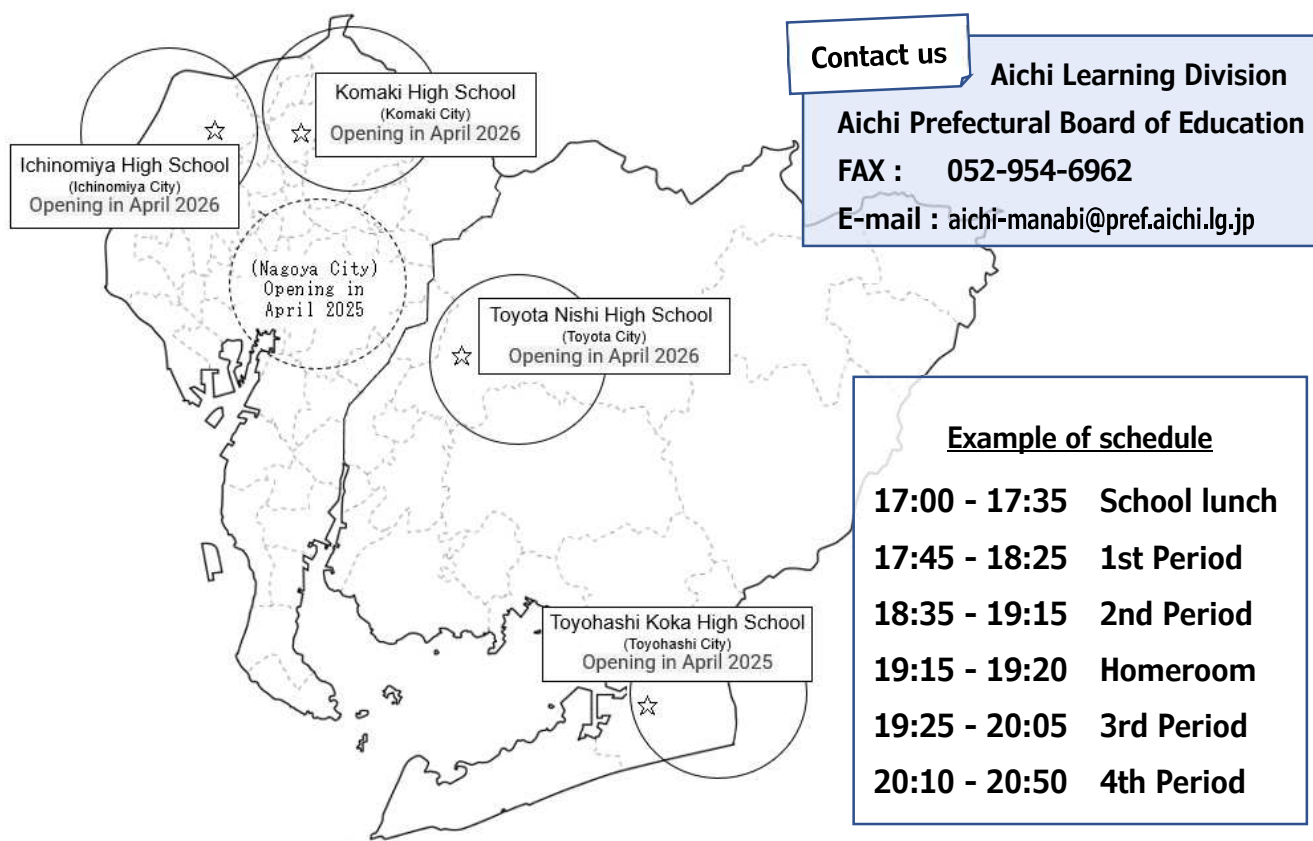 Contact us
Aichi Learning Division
Aichi Prefectural Board of Education
FAX : 052-954-6962
E-mail : aichi-manabi@pref.aichi.lg.jp
Komaki High School
(Komaki City)
Opening in April 2026
Ichinomiya High School
(Ichinomiya City)
Opening in April 2026
(Nagoya City)
Opening in
April 2025
Toyota Nishi High School
(Toyota City)
Opening in April 2026
Toyohashi Koka High School
(Toyohashi City)
Opening in April 2025
Example of schedule
17:00 - 17:35 School lunch
17:45 - 18:25 1st Period
18:35 - 19:15 2nd Period
19:15 - 19:20 Homeroom
19:25 - 20:05 3rd Period
20:10 - 20:50 4th Period